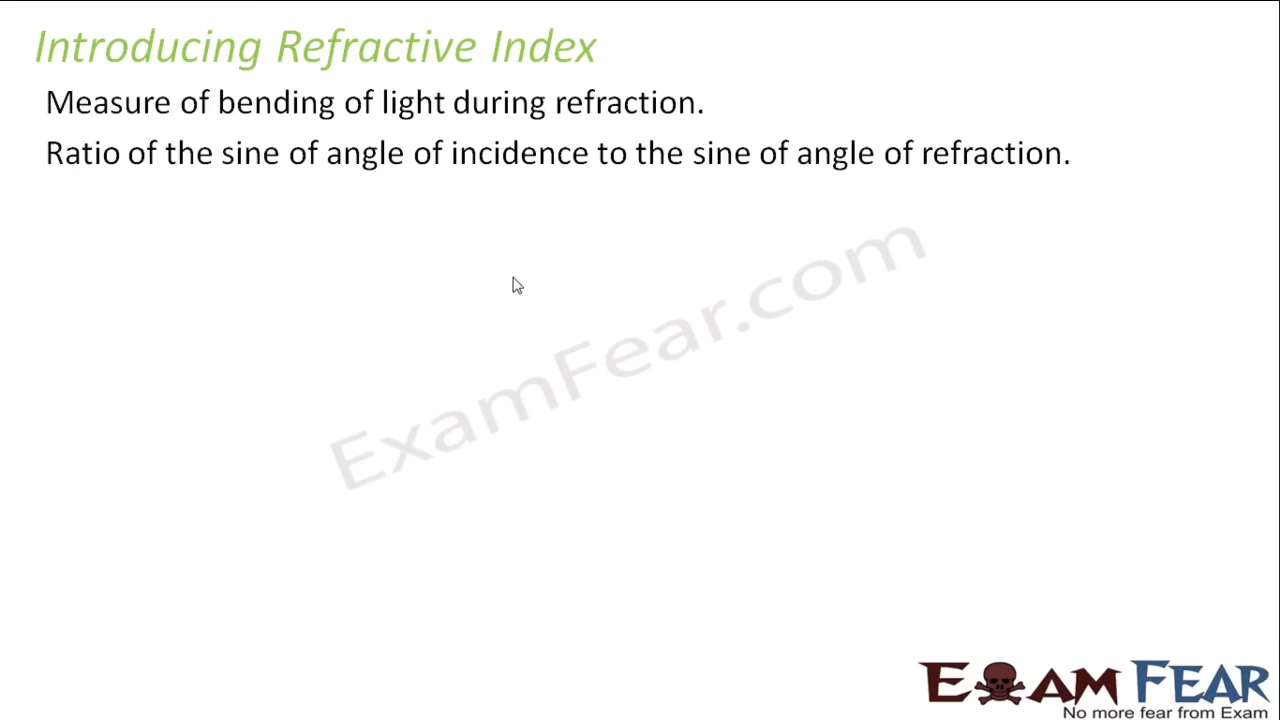 Introducing Refractive Index
Measure of bending of light during refraction.
Ratio of the sine of angle of incidence to the sine of angle of refraction.
ExamFear.com
EXAM FEAR
No more fear from Exam